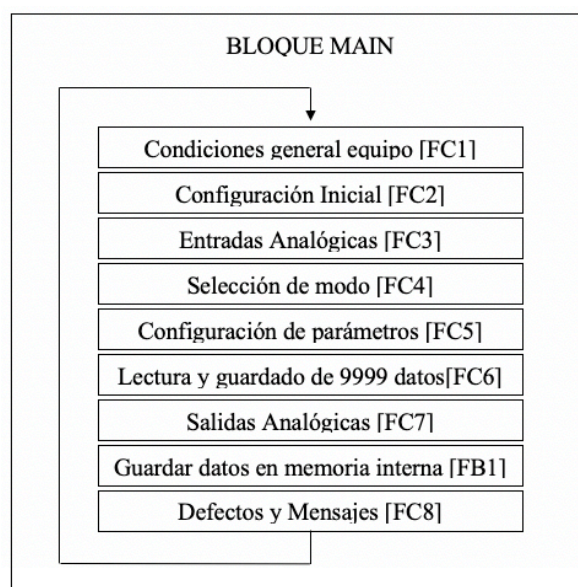 BLOQUE MAIN
Condiciones general equipo [FC1]
Configuración Inicial [FC2]
Entradas Analógicas [FC3]
Selección de modo [FC4]
Configuración de parámetros [FC5]
Lectura y guardado de 9999 datos[FC6]
Salidas Analógicas [FC7]
Guardar datos en memoria interna [FB1]
Defectos y Mensajes [FC8]